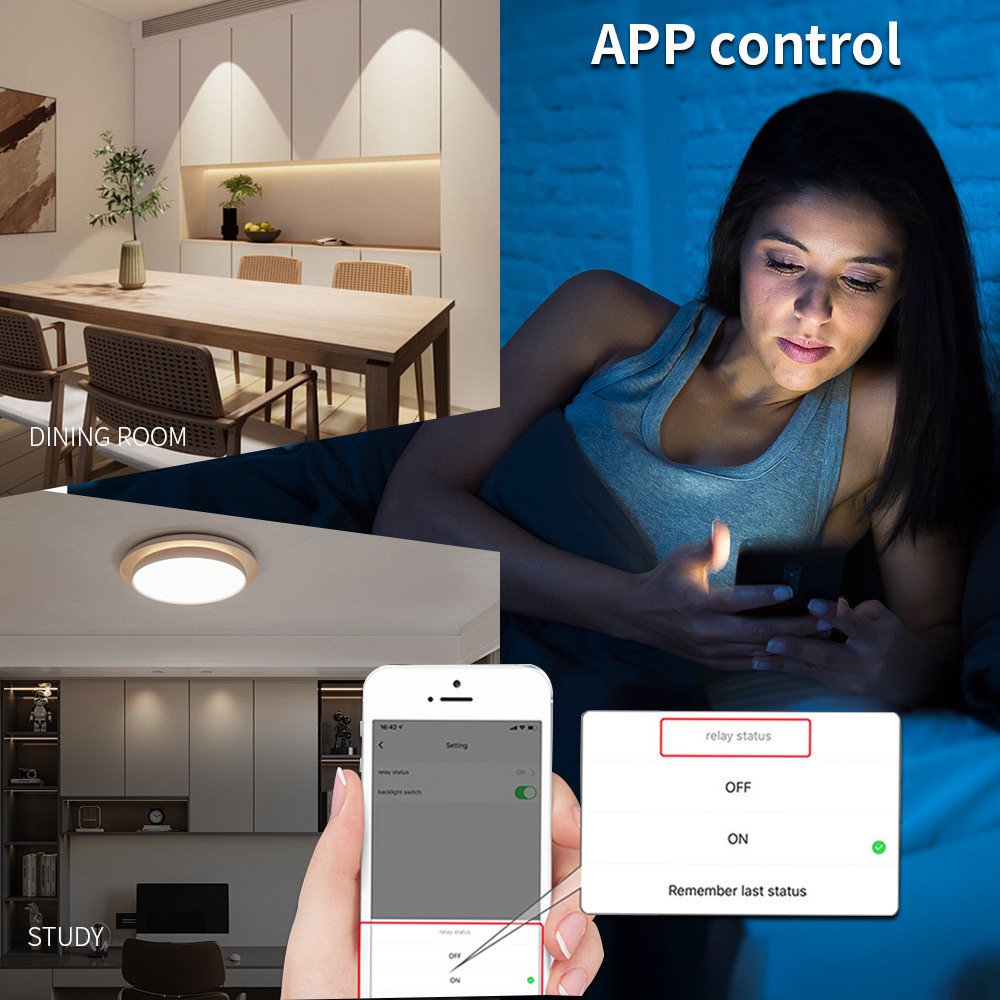 APP control
DINING ROOM
STUDY
16:42
Setting
relay status ON
backlight switch
relay status
OFF
ON
relay status
OFF
ON
Remember last status